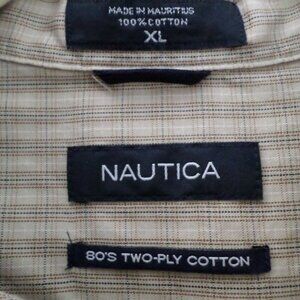 MADE IN MAURITIUS
100% COTTON
XL
NAUTICA
80'S TWO-PLY COTTON